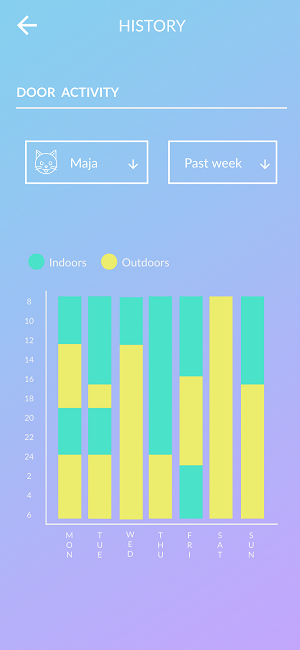 HISTORY
DOOR ACTIVITY
Maja
Past week
Indoors
Outdoors
8
10
12
14
16
18
20
22
24
2
4
6
MON
TUE
WED
THU
FRI
SAT
SUN